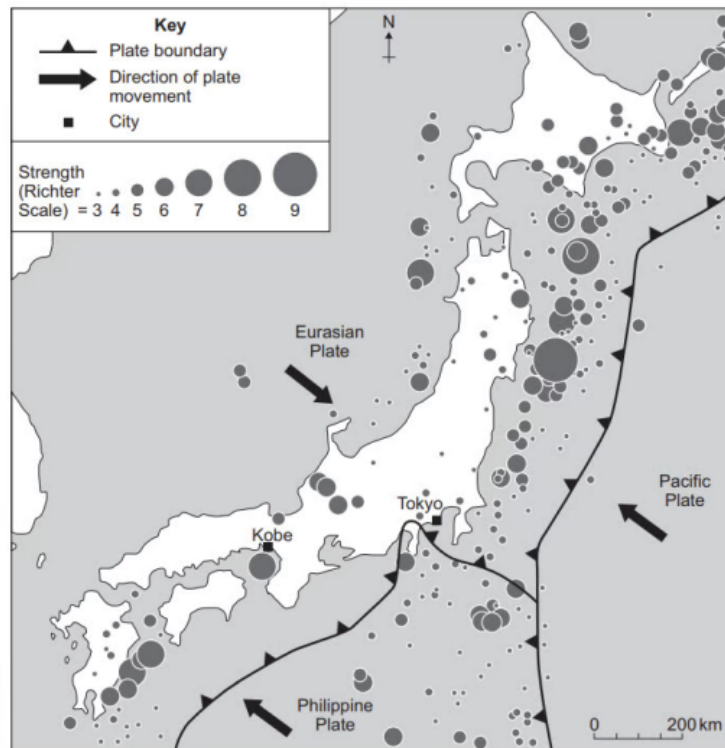 Key
Plate boundary
Direction of plate
movement
City
Strength
(Richter
Scale) = 3 4 5 6 7 8 9
N
Eurasian
Plate
Pacific
Plate
Tokyo
Kobe
Philippine
Plate
0 200 km